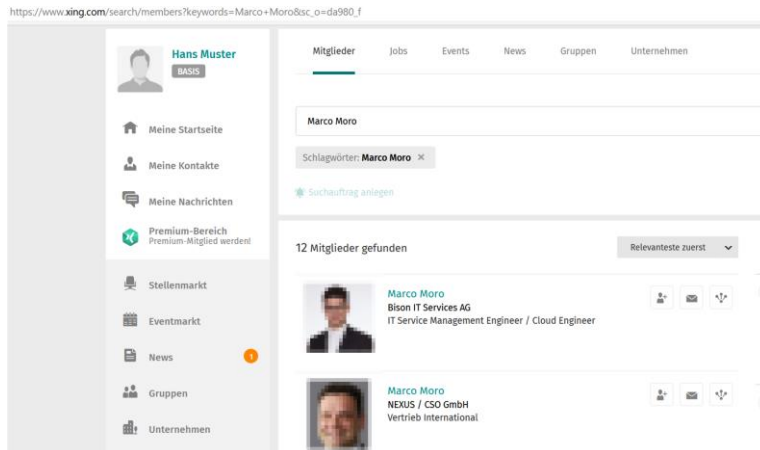 https://www.xing.com/search/members?keywords=Marco+Moro&sc_o=da980_f
Hans Muster
BASIS
Meine Startseite
Meine Kontakte
Meine Nachrichten
Premium-Bereich
Premium-Mitglied werden!
Stellenmarkt
Eventmarkt
News 1
Gruppen
Unternehmen
Mitglieder Jobs Events News Gruppen Unternehmen
Marco Moro
Schlagwörter: Marco Moro ×
Suchauftrag anlegen
12 Mitglieder gefunden
Relevanteste zuerst
Marco Moro
Bison IT Services AG
IT Service Management Engineer / Cloud Engineer
Marco Moro
NEXUS / CSO GmbH
Vertrieb International